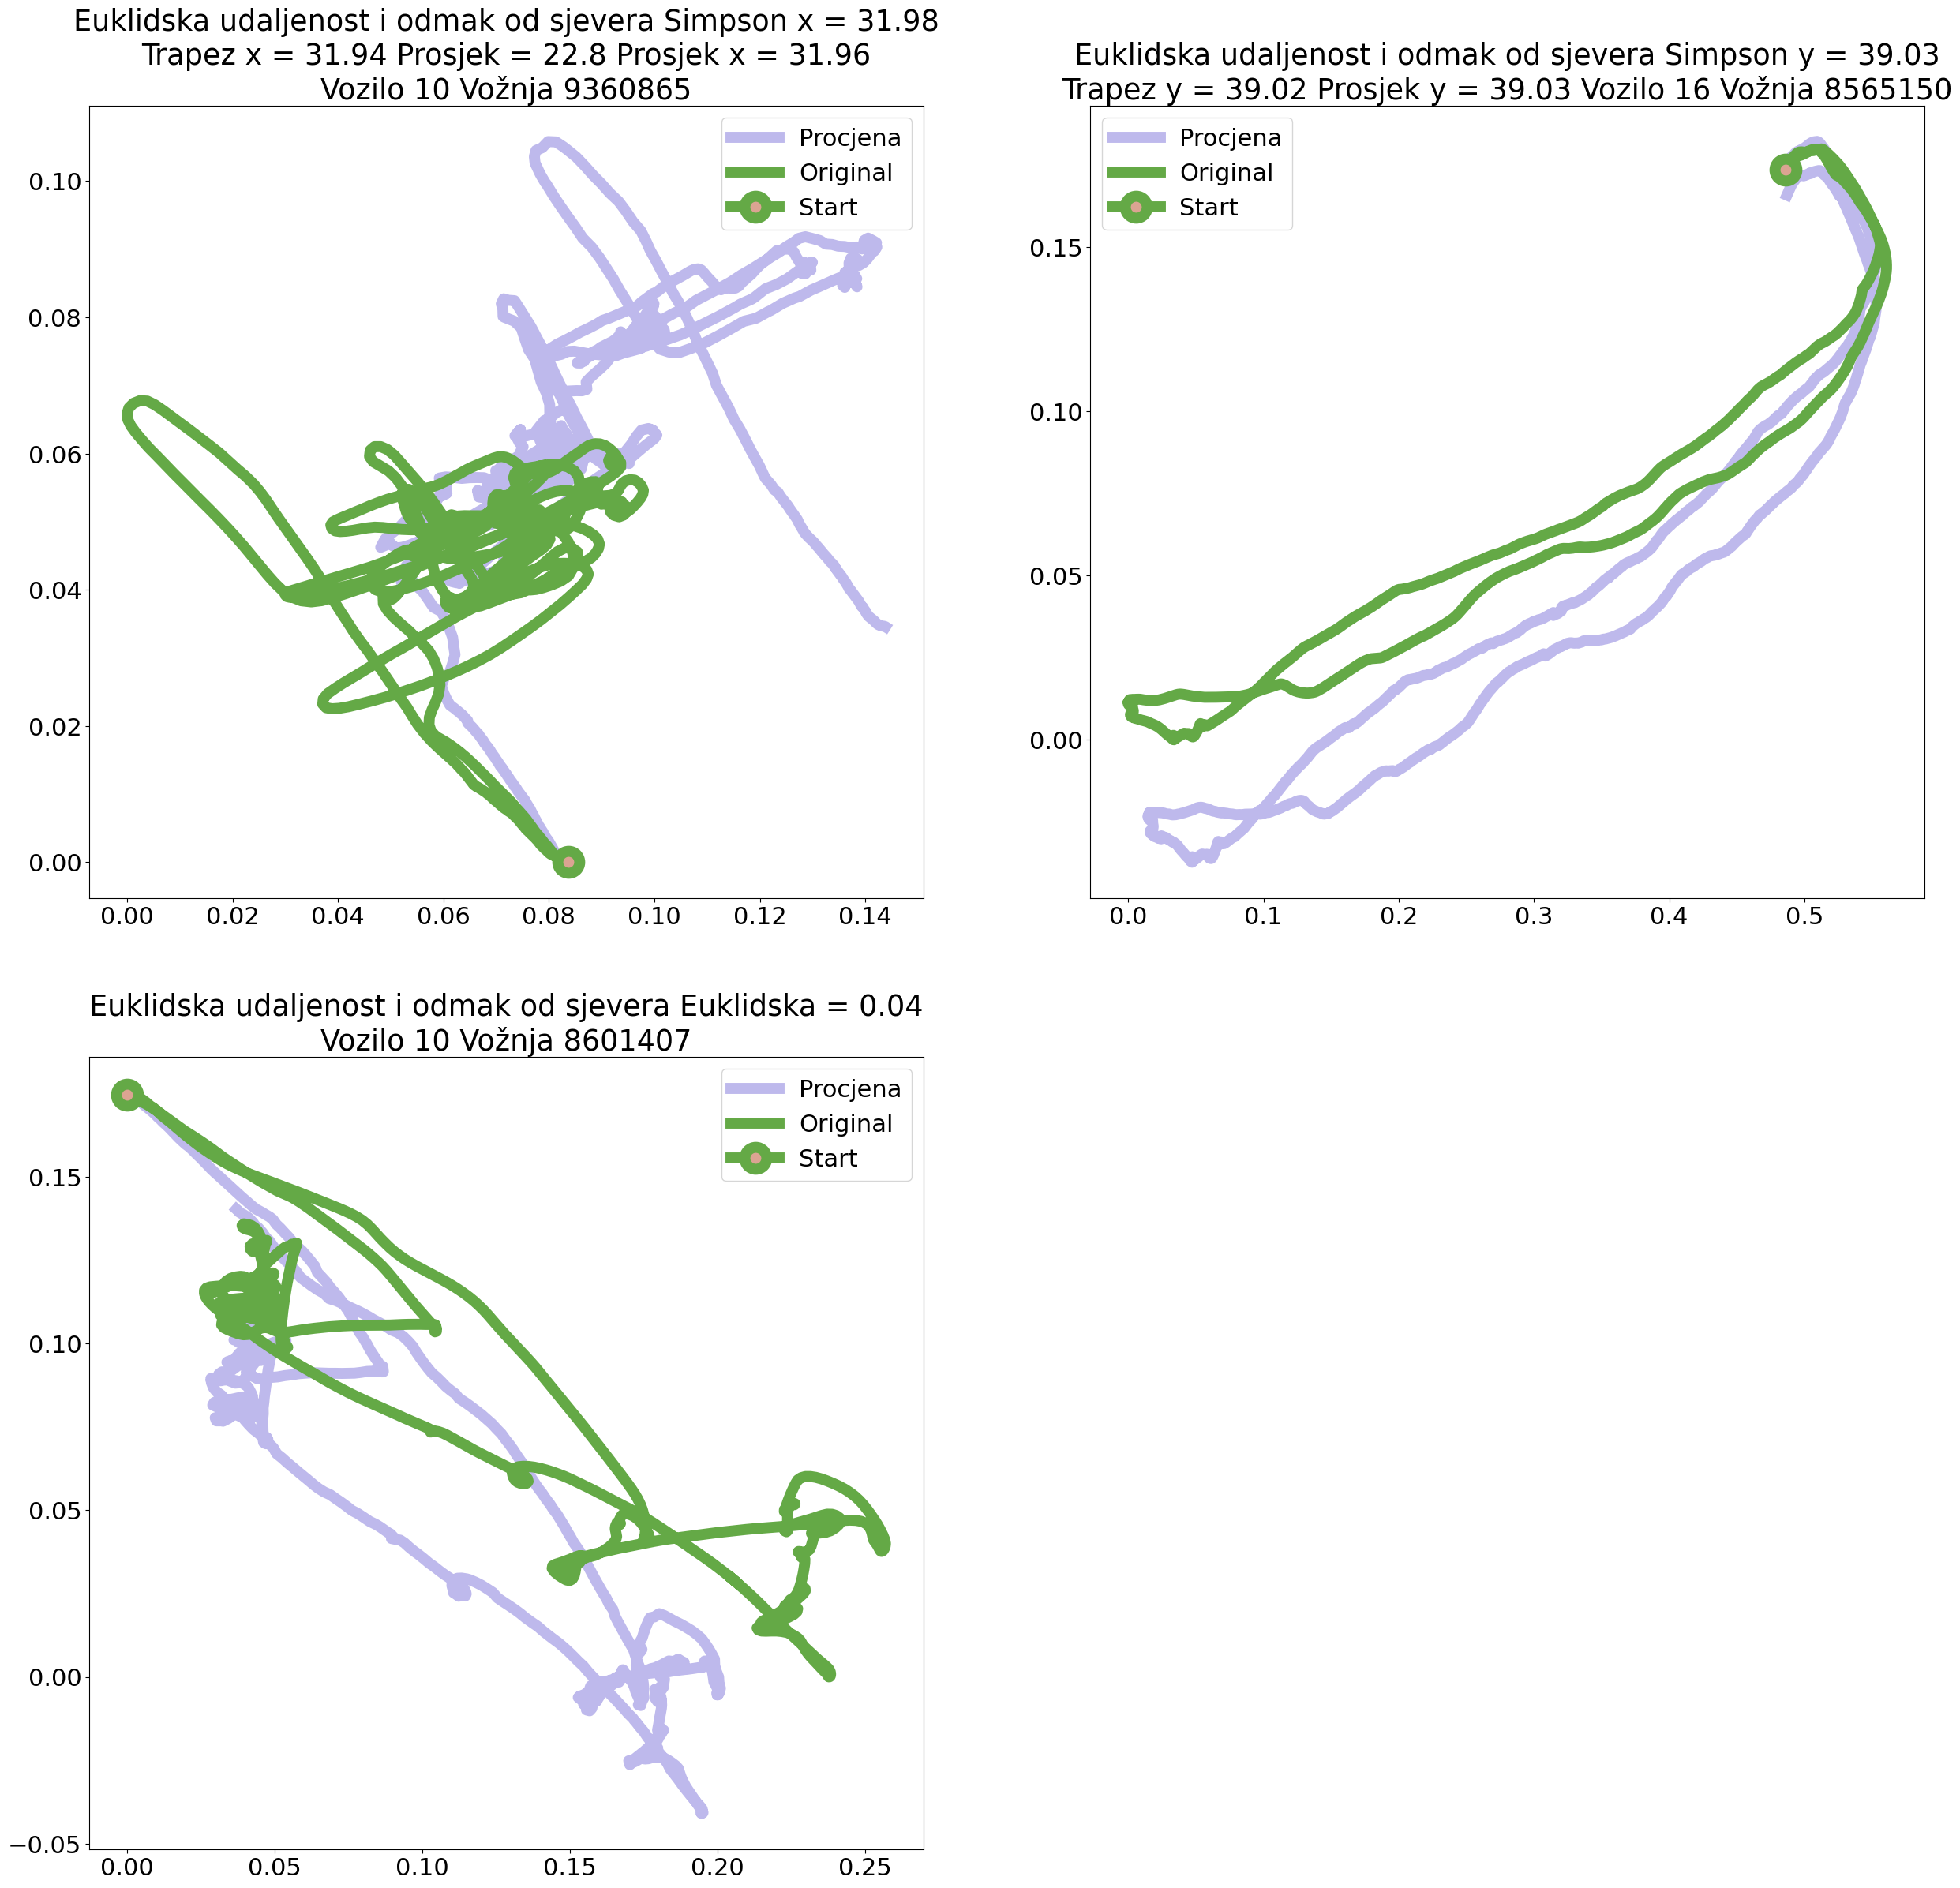 Euklidska udaljenost i odmak od sjevera Simpson x = 31.98
Trapez x = 31.94 Prosjek = 22.8 Prosjek x = 31.96
Vozilo 10 Vožnja 9360865
Procjena
Original
Start
0.10
0.08
0.06
0.04
0.02
0.00
0.00 0.02 0.04 0.06 0.08 0.10 0.12 0.14
Euklidska udaljenost i odmak od sjevera Simpson y = 39.03
Trapez y = 39.02 Prosjek y = 39.03 Vozilo 16 Vožnja 8565150
Procjena
Original
Start
0.15
0.10
0.05
0.00
0.0 0.1 0.2 0.3 0.4 0.5
Euklidska udaljenost i odmak od sjevera Euklidska = 0.04
Vozilo 10 Vožnja 8601407
Procjena
Original
Start
0.15
0.10
0.05
0.00
−0.05
0.00 0.05 0.10 0.15 0.20 0.25